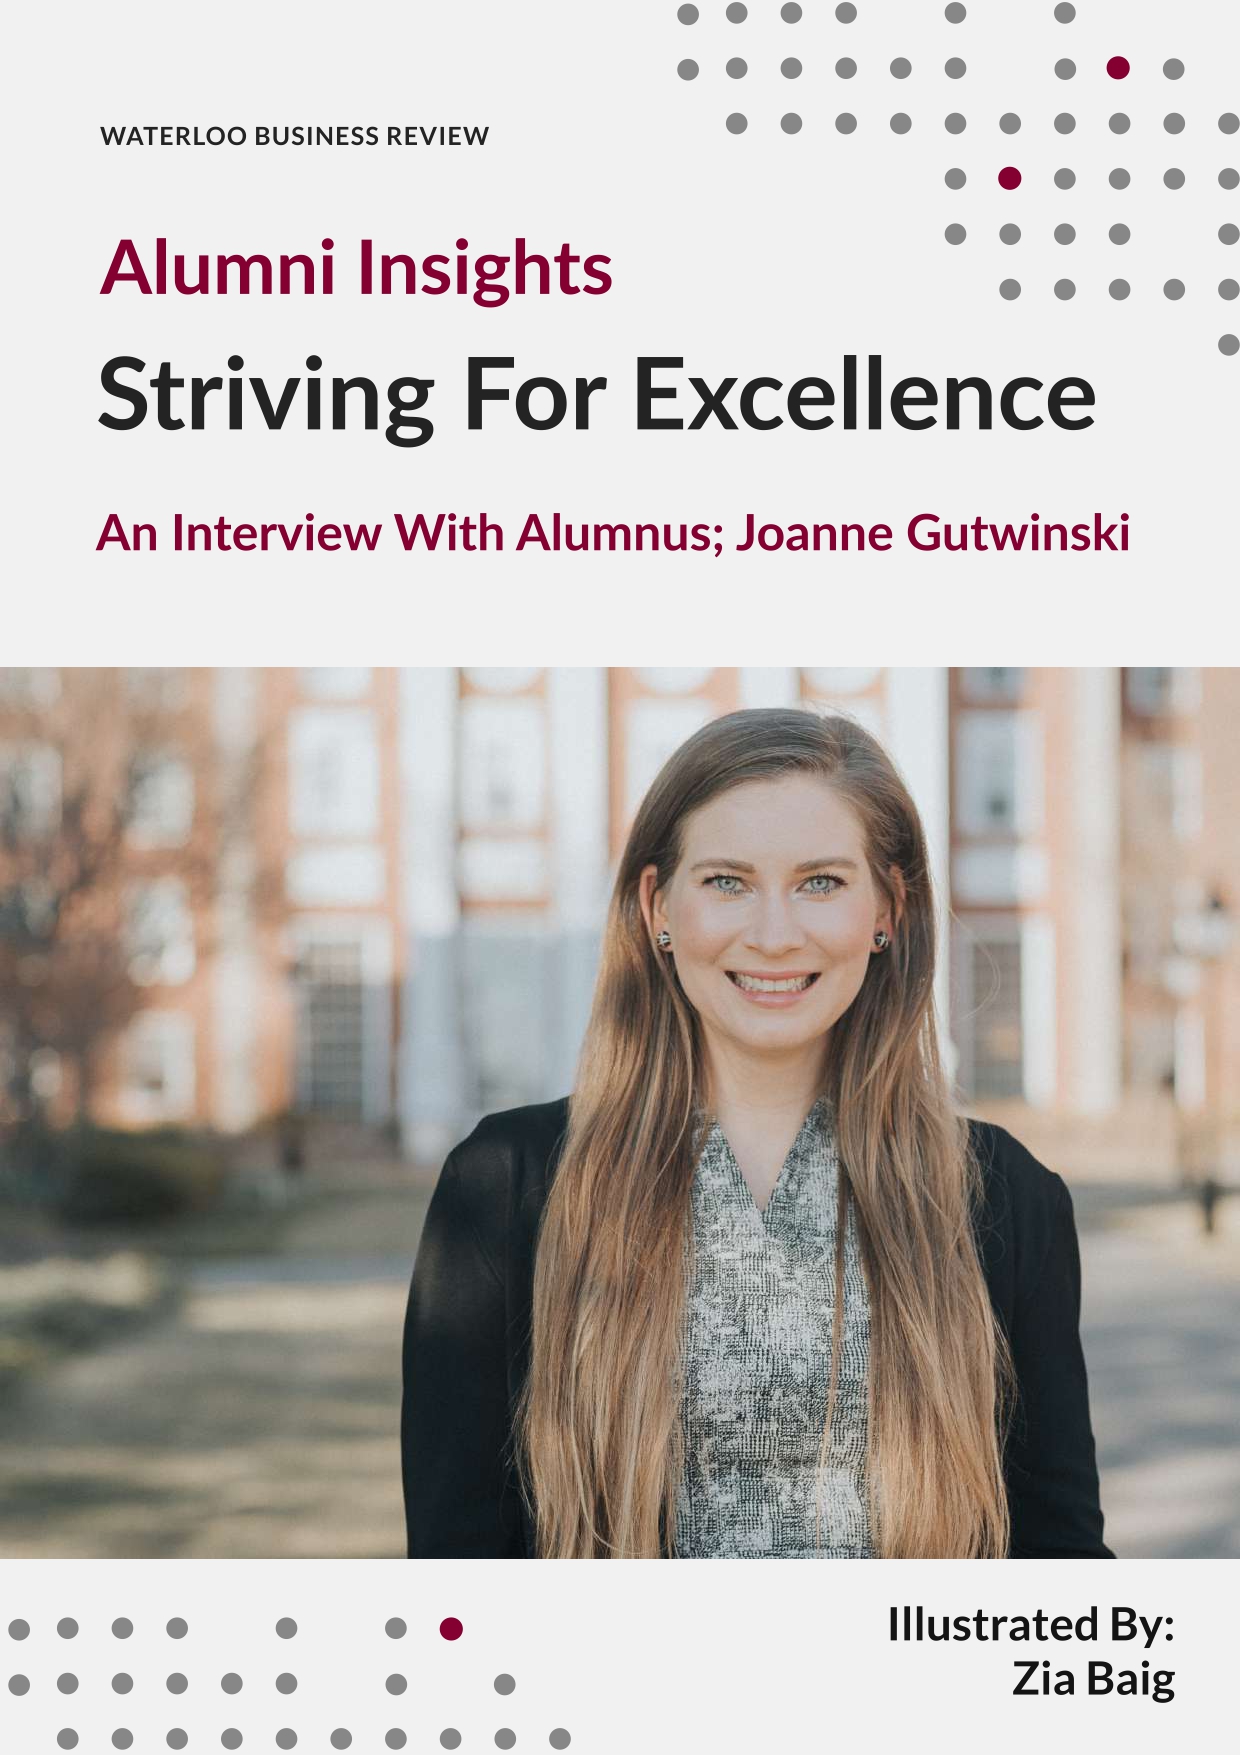 WATERLOO BUSINESS REVIEW
Alumni Insights
Striving For Excellence
An Interview With Alumnus; Joanne Gutwinski
Illustrated By:
Zia Baig